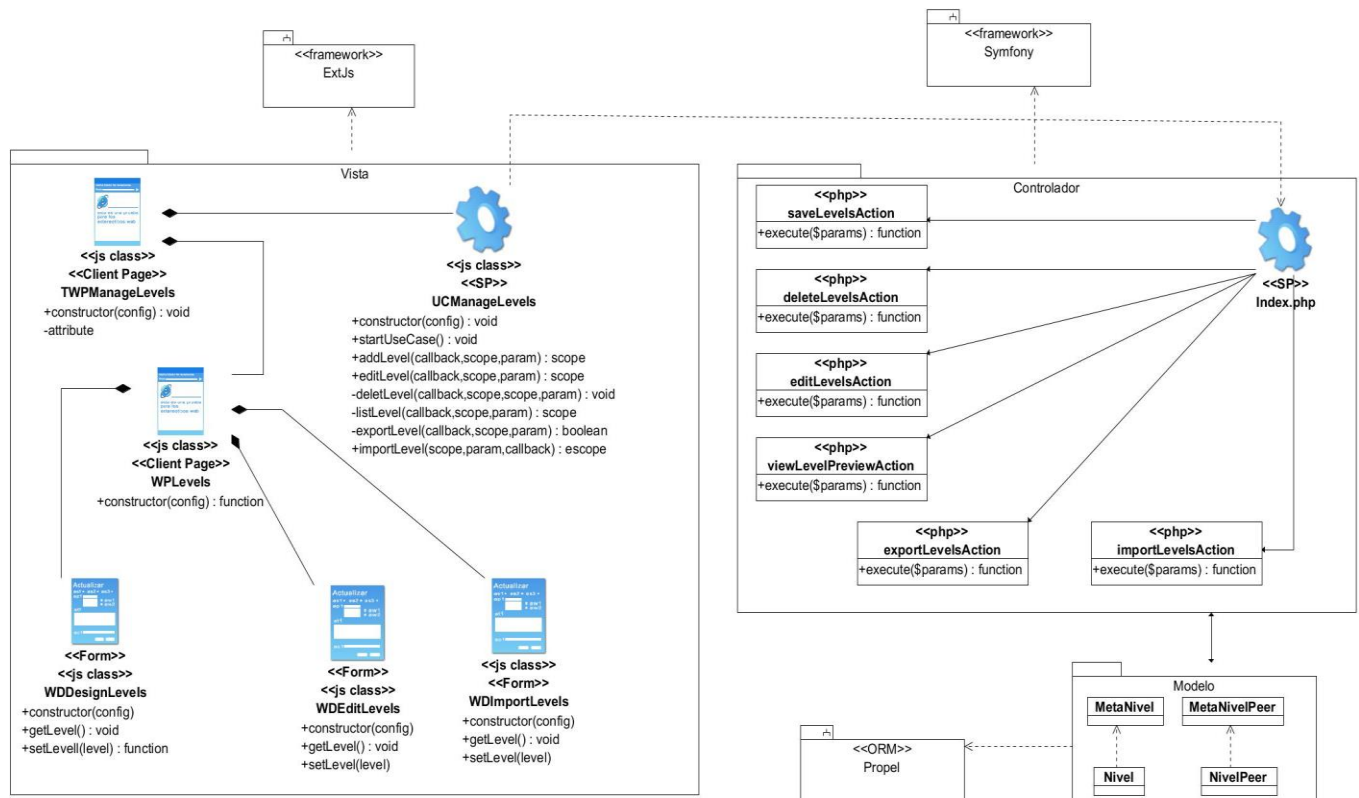 <<framework>>
ExtJs
<<framework>>
Symfony
Vista
<<js class>>
<<Client Page>>
TWPManageLevels
+constructor(config) : void
-attribute
<<js class>>
<<SP>>
UCManageLevels
+constructor(config) : void
+startUseCase() : void
+addLevel(callback,scope,param) : scope
+editLevel(callback,scope,param) : scope
-deletLevel(callback,scope,scope,param) : void
-listLevel(callback,scope,param) : scope
-exportLevel(callback,scope,param) : boolean
+importLevel(scope,param,callback) : escope
<<js class>>
<<Client Page>>
WPLevels
+constructor(config) : function
Actualizar
<<Form>>
<<js class>>
WDDesignLevels
+constructor(config)
+getLevel() : void
+setLevell(level) : function
Actualizar
<<Form>>
<<js class>>
WDEditLevels
+constructor(config)
+getLevel() : void
+setLevel(level)
Actualizar
<<js class>>
<<Form>>
WDImportLevels
+constructor(config)
+getLevel() : void
+setLevel(level)
Controlador
<<php>>
saveLevelsAction
+execute($params) : function
<<php>>
deleteLevelsAction
+execute($params) : function
<<php>>
editLevelsAction
+execute($params) : function
<<php>>
viewLevelPreviewAction
+execute($params) : function
<<php>>
exportLevelsAction
+execute($params) : function
<<php>>
importLevelsAction
+execute($params) : function
<<SP>>
Index.php
Modelo
MetaNivel
MetaNivelPeer
Nivel
NivelPeer
<<ORM>>
Propel